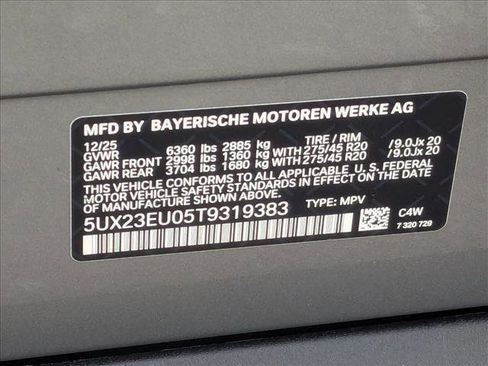 MFD BY BAYERISCHE MOTOREN WERKE AG
12/25 TIRE / RIM
GVWR 6360 lbs 2885 kg
GAWR FRONT 2998 lbs 1360 kg WITH 275/45 R20 /9.0Jx 20
GAWR REAR 3704 lbs 1680 kg WITH 275/45 R20 /9.0Jx 20
THIS VEHICLE CONFORMS TO ALL APPLICABLE U. S. FEDERAL
MOTOR VEHICLE SAFETY STANDARDS IN EFFECT ON THE DATE
OF MANUFACTURE SHOWN ABOVE.
5UX23EU05T9319383 TYPE: MPV
C4W
7 320 729